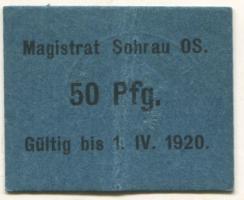 Magistrat Sohrau OS.
50 Pfg.
Gültig bis 1. IV. 1920.